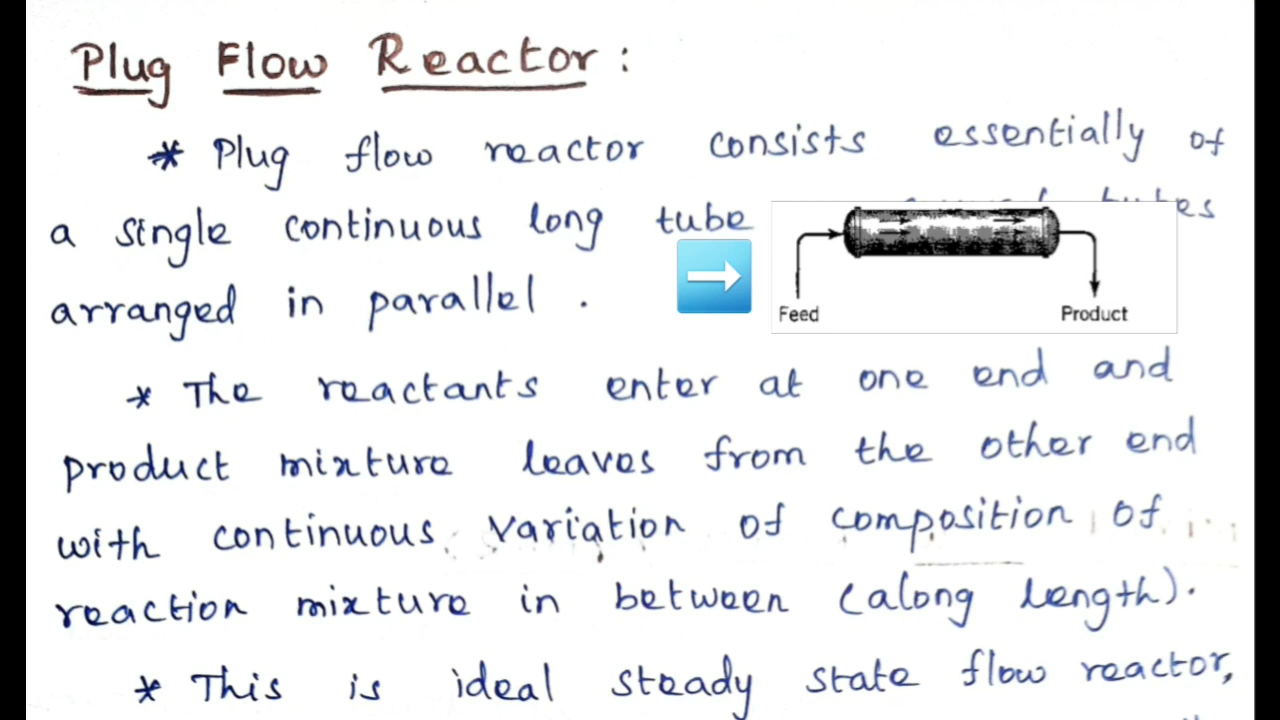 Plug Flow Reactor :
* Plug flow reactor consists essentially of
a single continuous long tube
arranged in parallel .
Feed
Product
* The reactants enter at one end and
product mixture leaves from the other end
with continuous variation of composition of
reaction mixture in between (along length).
* This is ideal steady state flow reactor,